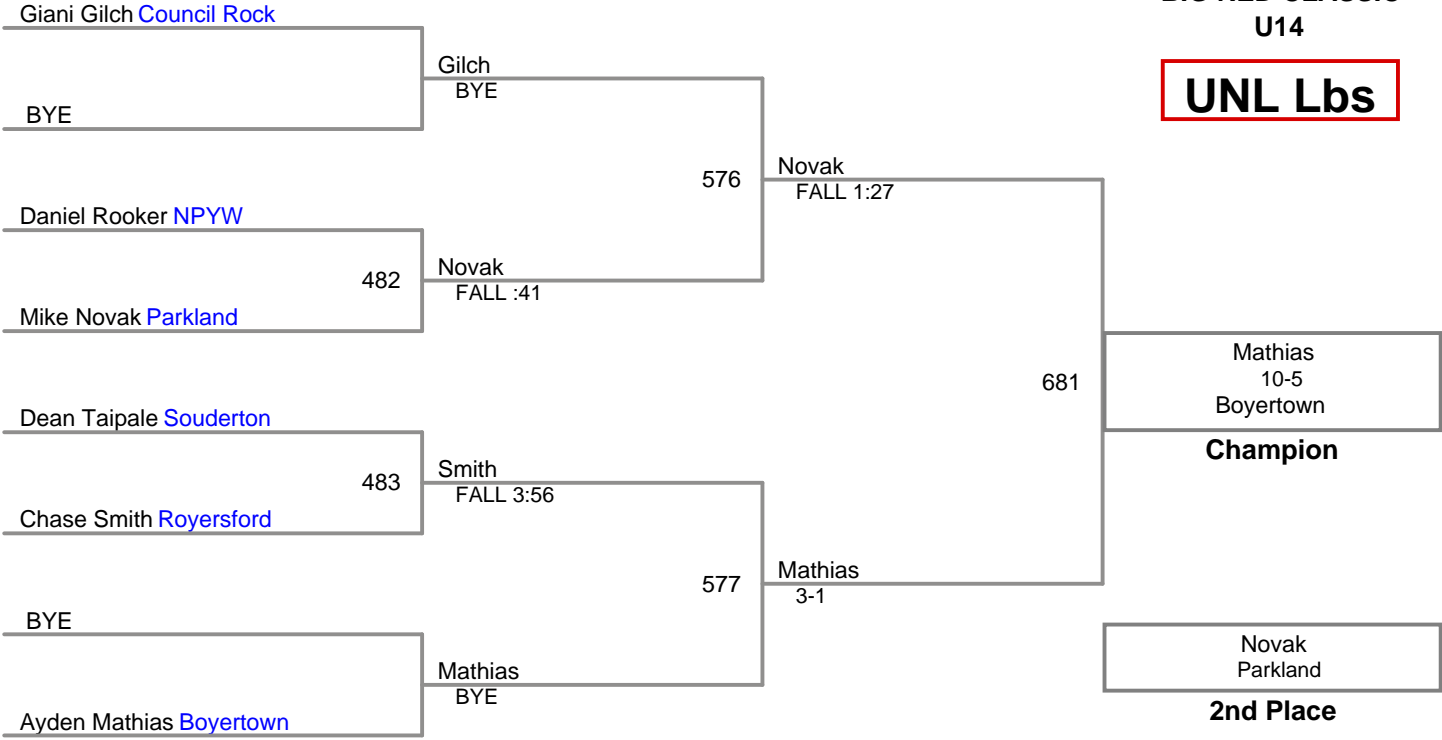 Giani Gilch Council Rock
U14
Gilch
BYE
UNL Lbs
BYE
576
Novak
FALL 1:27
Daniel Rooker NPYW
482
Novak
FALL :41
Mike Novak Parkland
681
Mathias
10-5
Boyertown
Champion
Dean Taipale Souderton
483
Smith
FALL 3:56
Chase Smith Royersford
577
Mathias
3-1
BYE
Novak
Parkland
2nd Place
Mathias
BYE
Ayden Mathias Boyertown